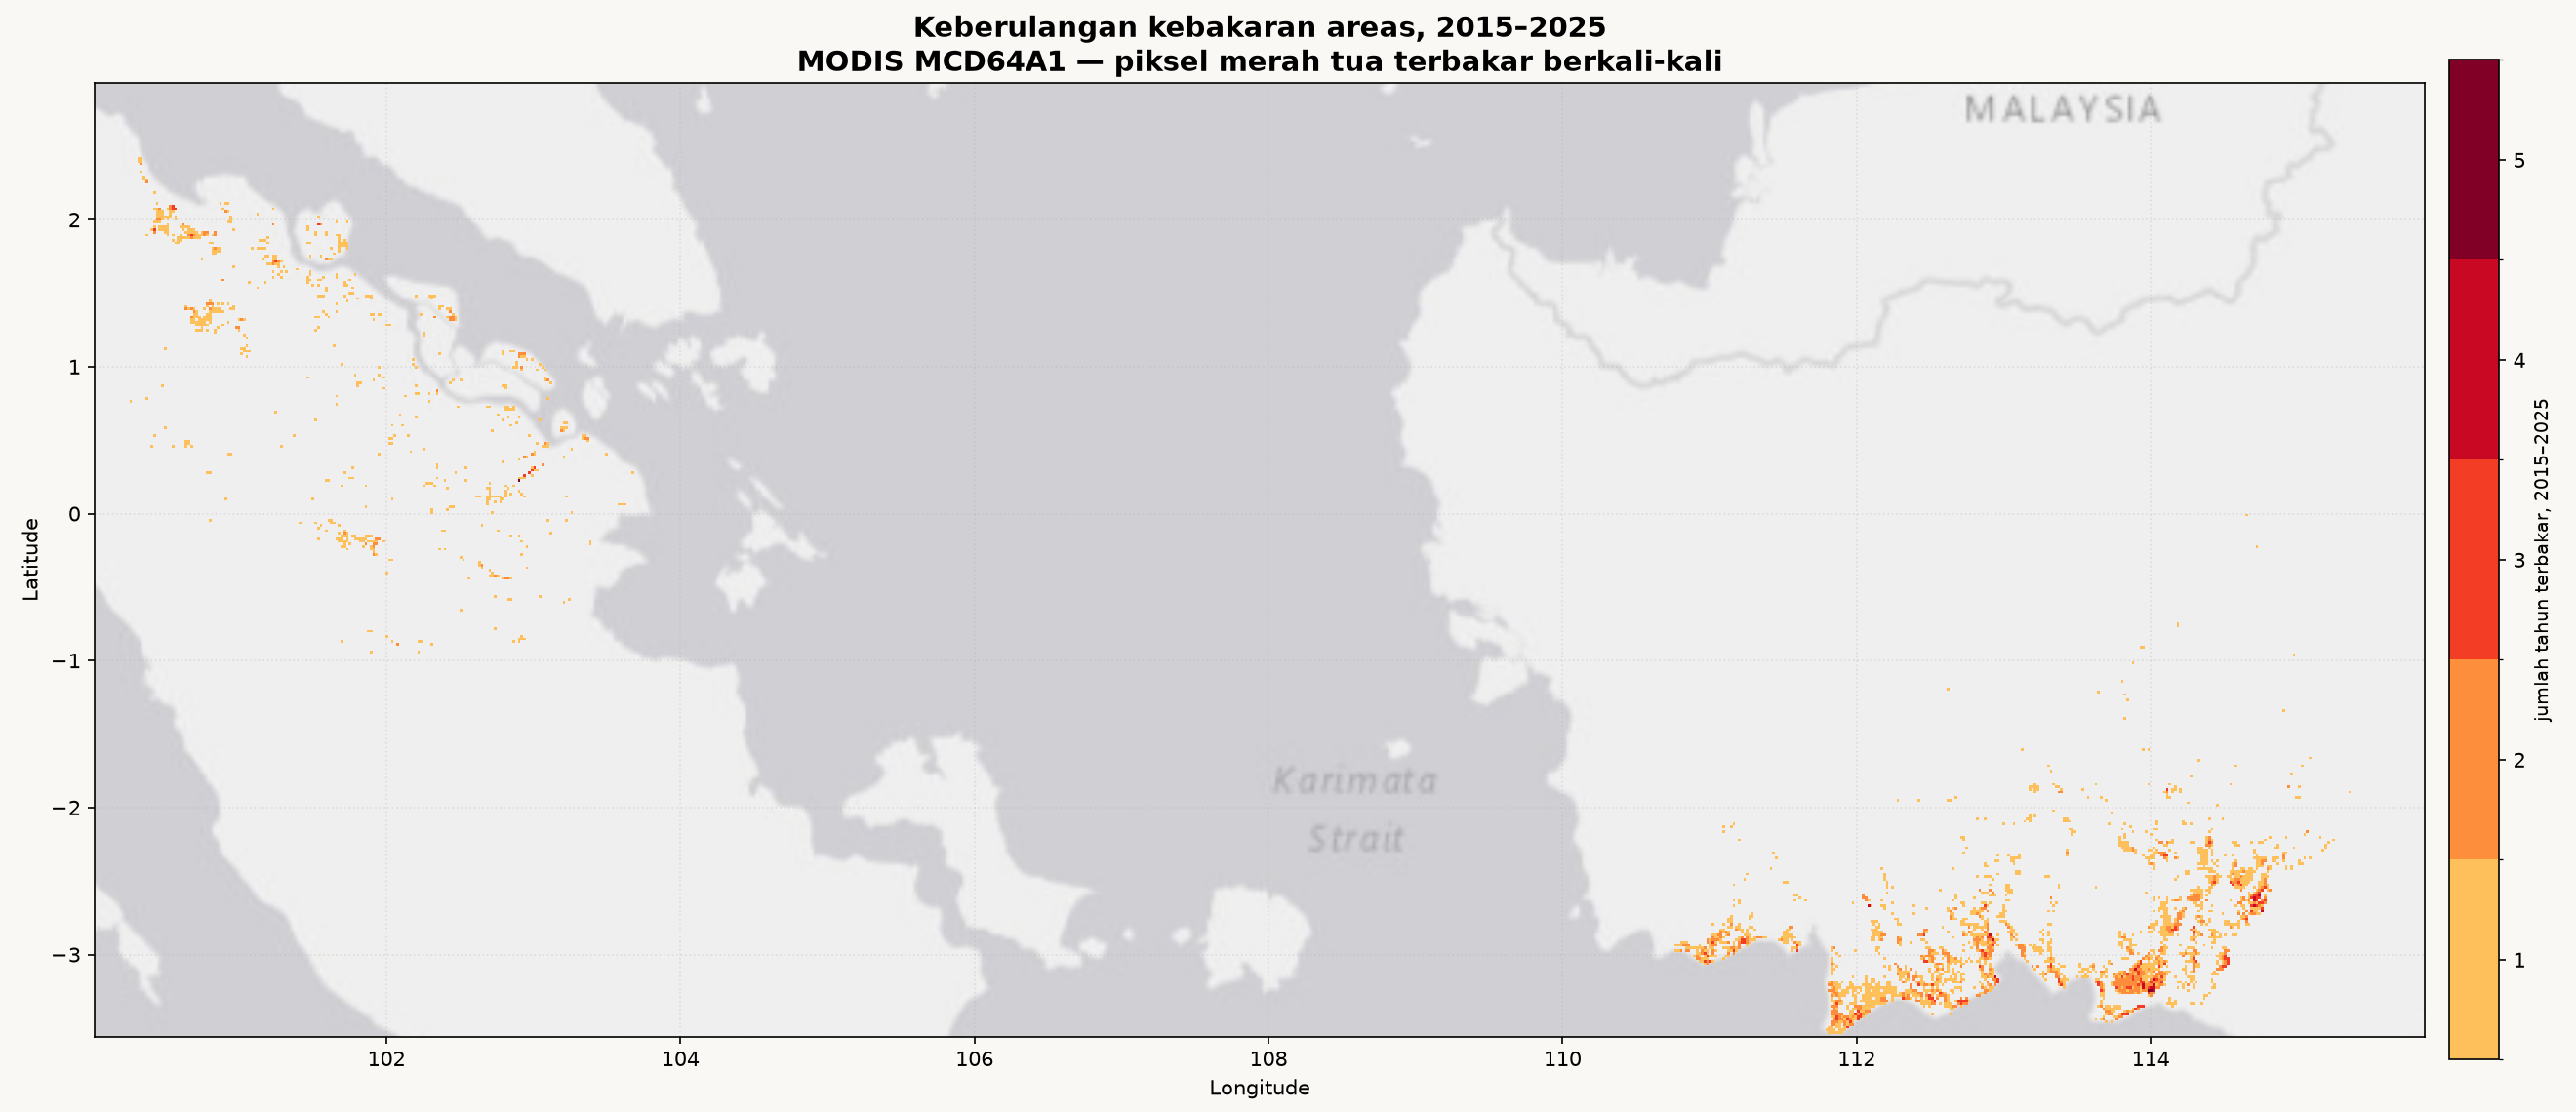 Keberulangan kebakaran areas, 2015–2025
MODIS MCD64A1 — piksel merah tua terbakar berkali-kali
MALAYSIA
Karimata
Strait
Latitude
2
1
0
−1
−2
−3
102
104
106
108
110
112
114
Longitude
5
4
3
2
1
jumlah tahun terbakar, 2015–2025